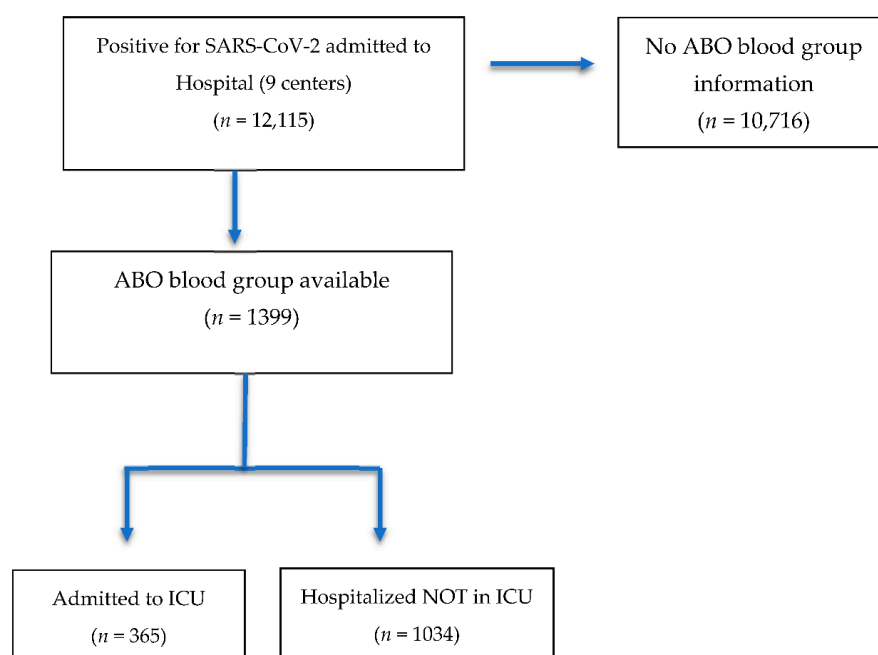 Positive for SARS-CoV-2 admitted to
Hospital (9 centers)
(n = 12,115)
No ABO blood group
information
(n = 10,716)
ABO blood group available
(n = 1399)
Admitted to ICU
(n = 365)
Hospitalized NOT in ICU
(n = 1034)